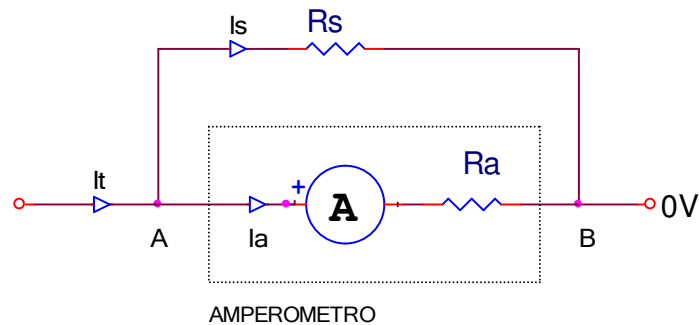 Is Rs
It
+ A Ra
0V
A Ia B
AMPEROMETRO